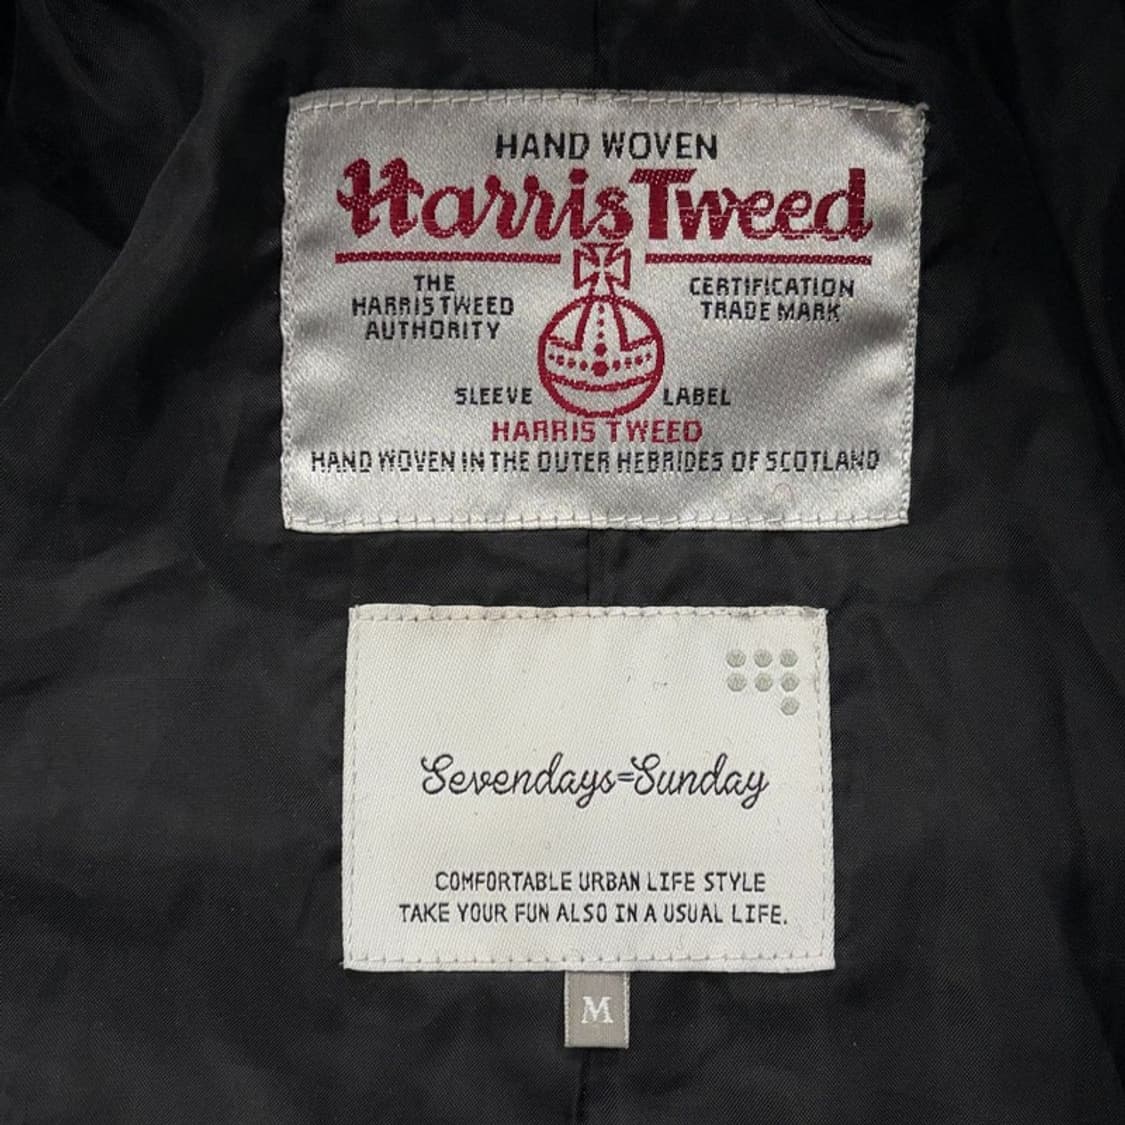 HAND WOVEN
Harris Tweed
THE
HARRIS TWEED
AUTHORITY
CERTIFICATION
TRADE MARK
SLEEVE LABEL
HARRIS TWEED
HAND WOVEN IN THE OUTER HEBRIDES OF SCOTLAND
Sevendays=Sunday
COMFORTABLE URBAN LIFE STYLE
TAKE YOUR FUN ALSO IN A USUAL LIFE.
M